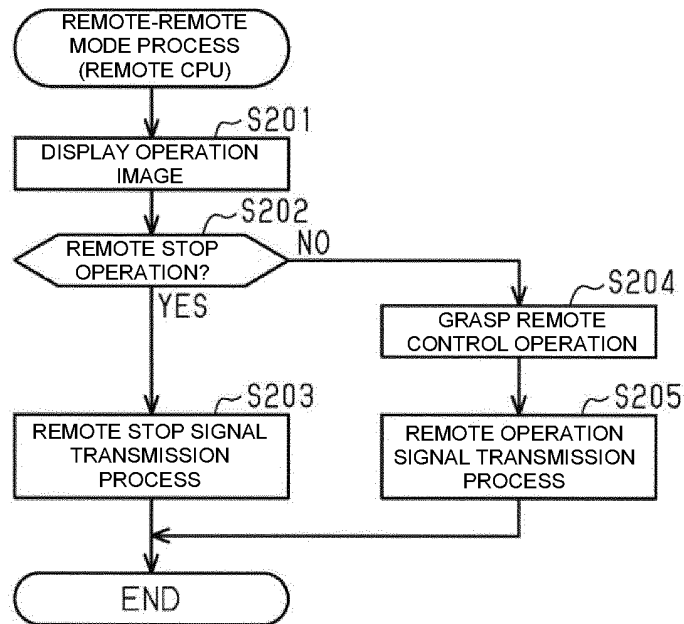 REMOTE-REMOTE
MODE PROCESS
(REMOTE CPU)
S201
DISPLAY OPERATION
IMAGE
S202
REMOTE STOP
OPERATION?
NO
YES
S204
GRASP REMOTE
CONTROL OPERATION
S203
REMOTE STOP SIGNAL
TRANSMISSION
PROCESS
S205
REMOTE OPERATION
SIGNAL TRANSMISSION
PROCESS
END